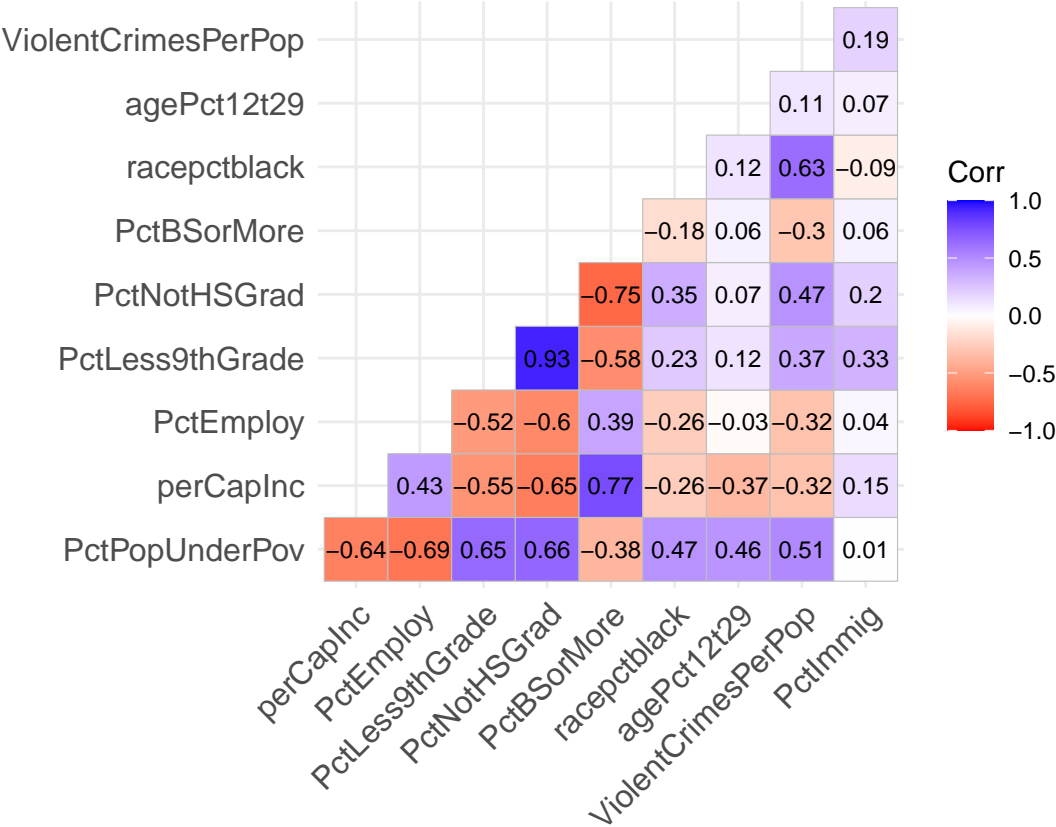 ViolentCrimesPerPop 0.19
agePct12t29 0.11 0.07
racepctblack 0.12 0.63 −0.09
PctBSorMore −0.18 0.06 −0.3 0.06
PctNotHSGrad −0.75 0.35 0.07 0.47 0.2
PctLess9thGrade 0.93 −0.58 0.23 0.12 0.37 0.33
PctEmploy −0.52 −0.6 0.39 −0.26 −0.03 −0.32 0.04
perCapInc 0.43 −0.55 −0.65 0.77 −0.26 −0.37 −0.32 0.15
PctPopUnderPov −0.64 −0.69 0.65 0.66 −0.38 0.47 0.46 0.51 0.01
perCapInc
PctEmploy
PctLess9thGrade
PctNotHSGrad
PctBSorMore
racepctblack
agePct12t29
ViolentCrimesPerPop
PctImmig
Corr
1.0
0.5
0.0
−0.5
−1.0